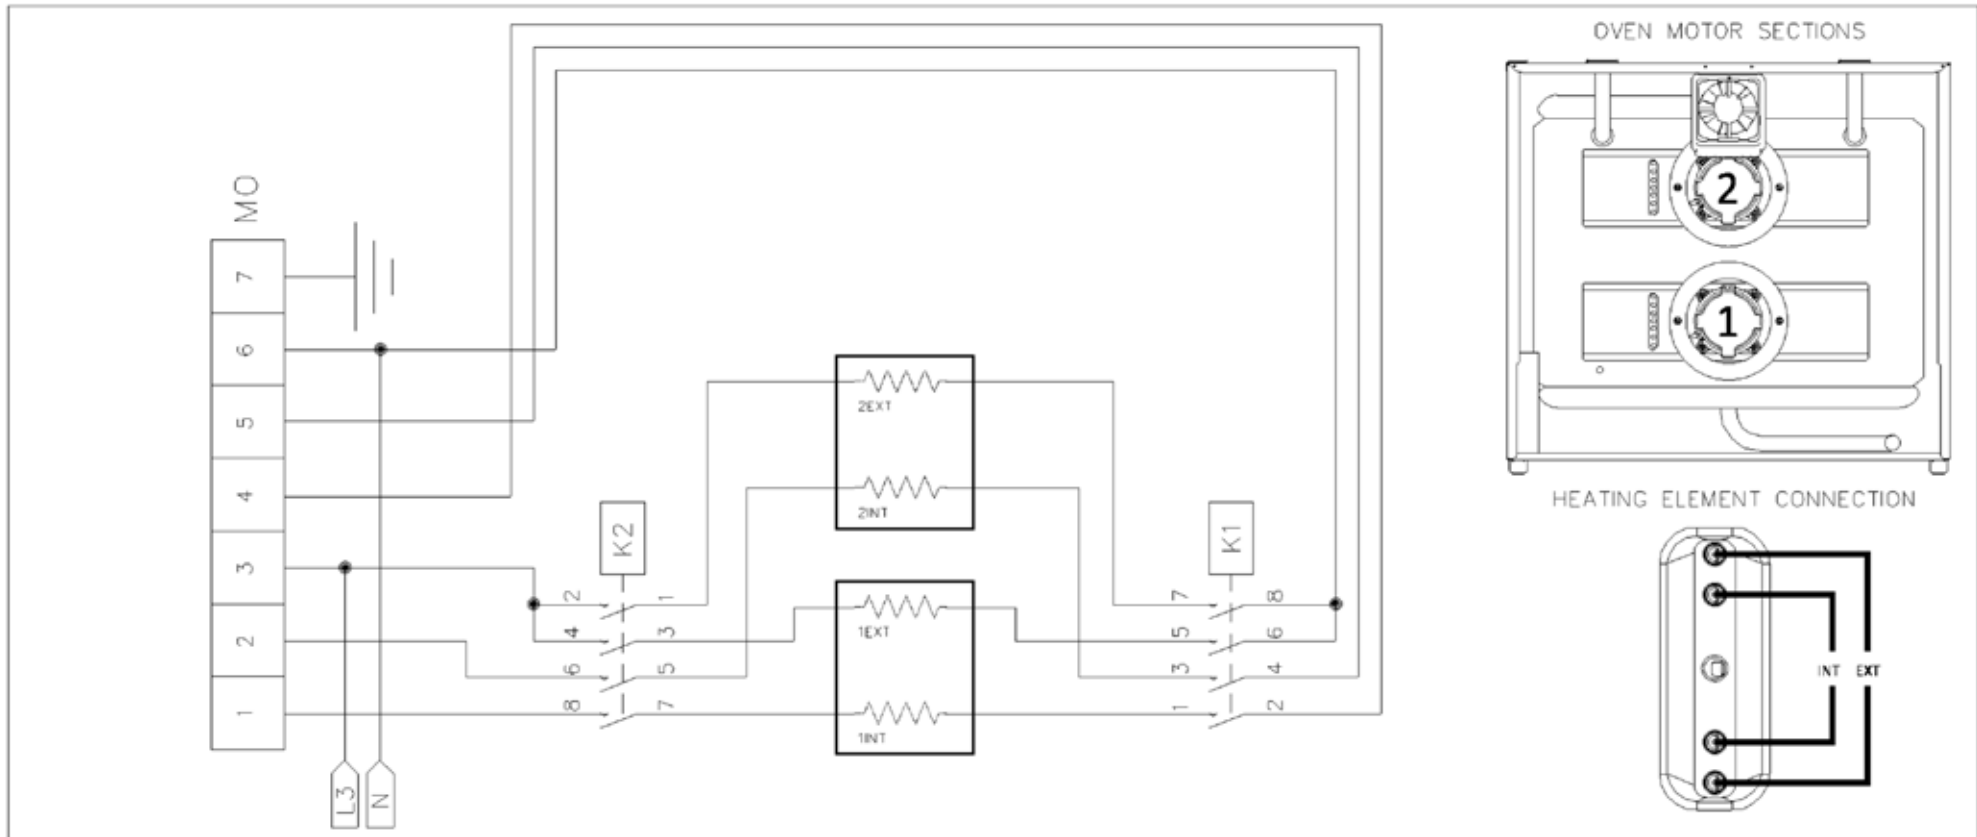 OVEN MOTOR SECTIONS
2
1
HEATING ELEMENT CONNECTION
INT EXT
MO
7
6
5
4
3
2
1
L3
N
K2
2 1
4 3
6 5
8 7
2EXT
2INT
1EXT
1INT
K1
7 8
5 6
3 4
1 2